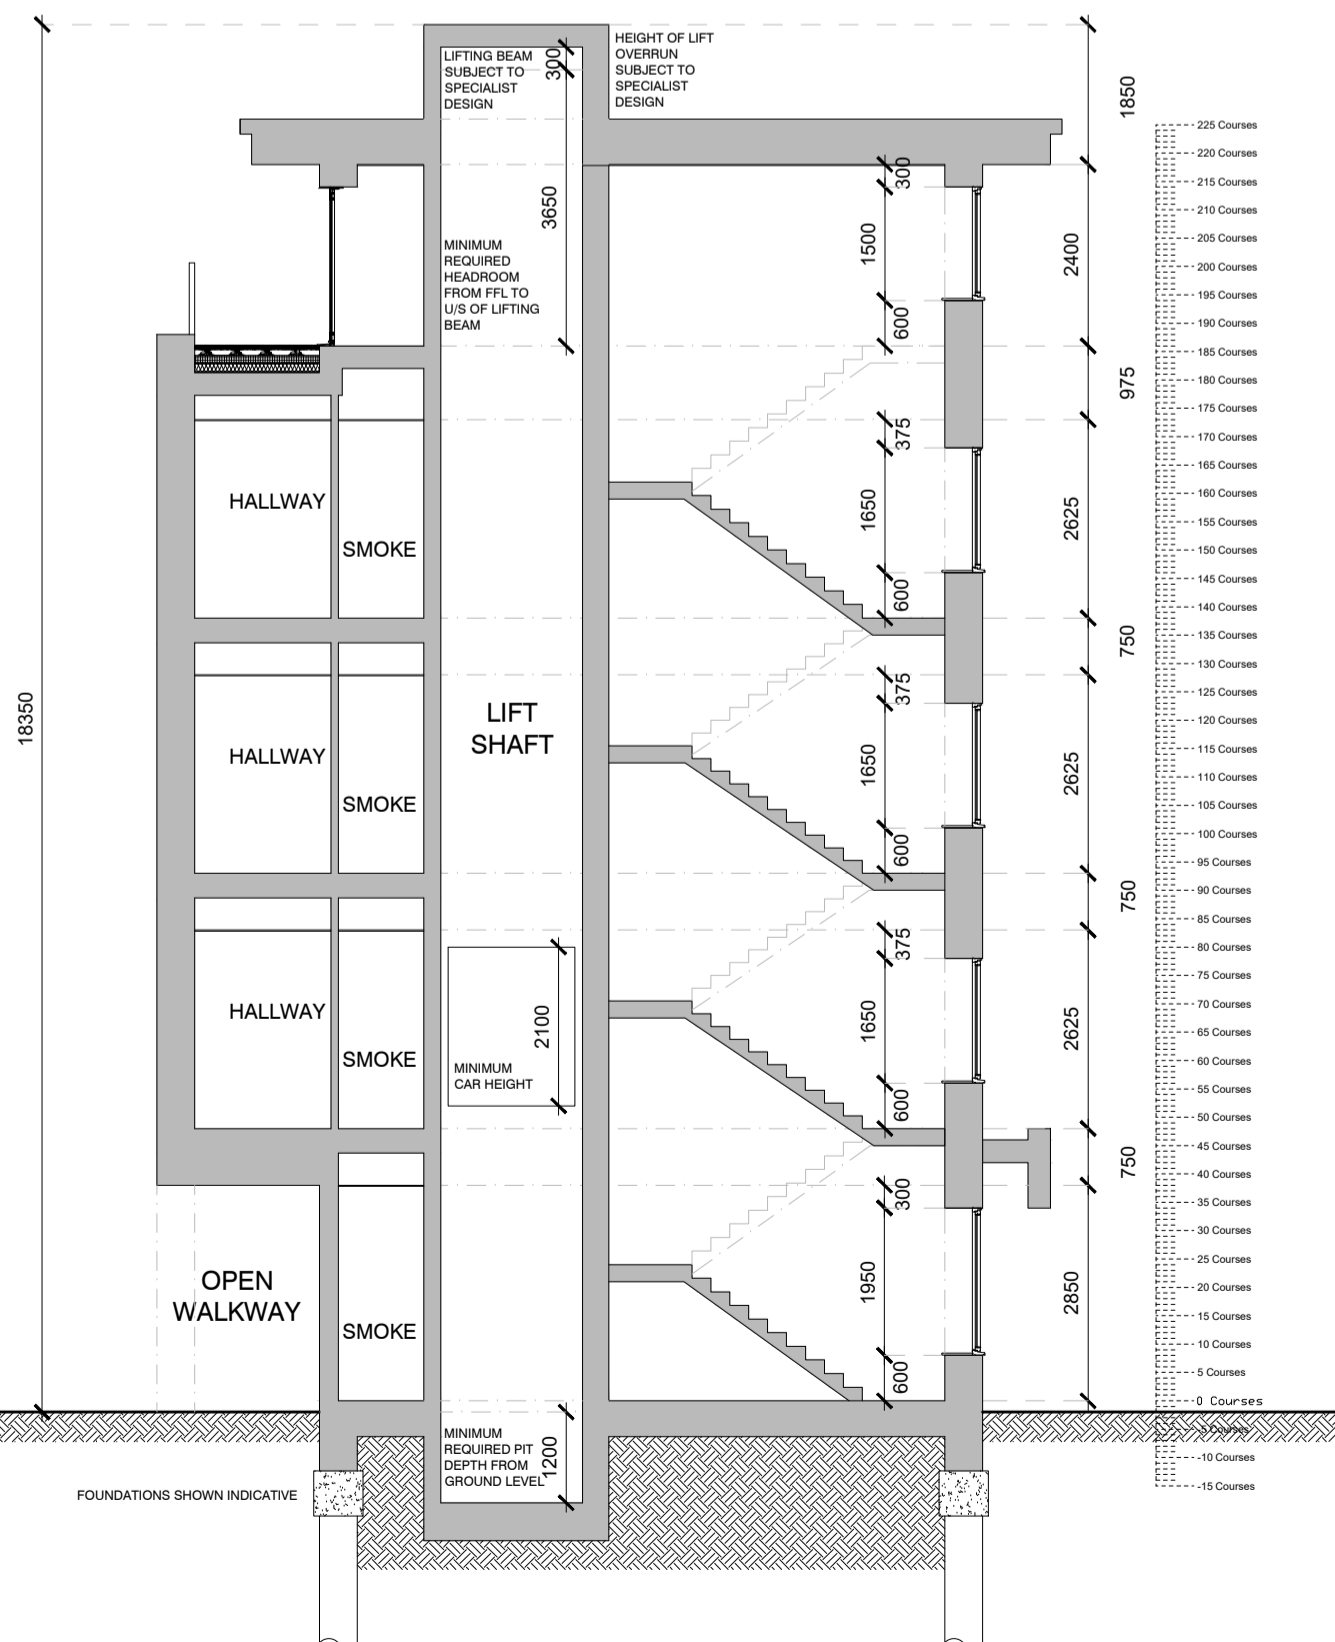 LIFTING BEAM
SUBJECT TO
SPECIALIST
DESIGN
300
HEIGHT OF LIFT
OVERRUN
SUBJECT TO
SPECIALIST
DESIGN
1850
3650
MINIMUM
REQUIRED
HEADROOM
FROM FFL TO
U/S OF LIFTING
BEAM
300
1500
600
2400
975
375
1650
600
2625
750
375
1650
600
2625
750
375
1650
600
2625
750
300
1950
600
2850
18350
HALLWAY
SMOKE
HALLWAY
SMOKE
HALLWAY
SMOKE
LIFT
SHAFT
2100
MINIMUM
CAR HEIGHT
OPEN
WALKWAY
SMOKE
MINIMUM
REQUIRED PIT
DEPTH FROM
GROUND LEVEL
1200
FOUNDATIONS SHOWN INDICATIVE
225 Courses
220 Courses
215 Courses
210 Courses
205 Courses
200 Courses
195 Courses
190 Courses
185 Courses
180 Courses
175 Courses
170 Courses
165 Courses
160 Courses
155 Courses
150 Courses
145 Courses
140 Courses
135 Courses
130 Courses
125 Courses
120 Courses
115 Courses
110 Courses
105 Courses
100 Courses
95 Courses
90 Courses
85 Courses
80 Courses
75 Courses
70 Courses
65 Courses
60 Courses
55 Courses
50 Courses
45 Courses
40 Courses
35 Courses
30 Courses
25 Courses
20 Courses
15 Courses
10 Courses
5 Courses
0 Courses
-5 Courses
-10 Courses
-15 Courses